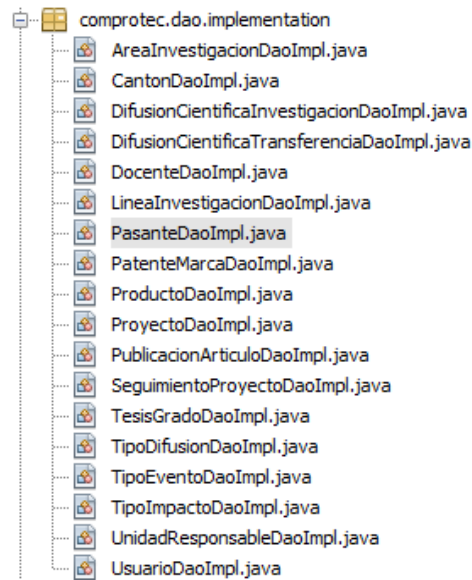 comprotec.dao.implementation
AreaInvestigacionDaoImpl.java
CantonDaoImpl.java
DifusionCientificaInvestigacionDaoImpl.java
DifusionCientificaTransferenciaDaoImpl.java
DocenteDaoImpl.java
LineaInvestigacionDaoImpl.java
PasanteDaoImpl.java
PatenteMarcaDaoImpl.java
ProductoDaoImpl.java
ProyectoDaoImpl.java
PublicacionArticuloDaoImpl.java
SeguimientoProyectoDaoImpl.java
TesisGradoDaoImpl.java
TipoDifusionDaoImpl.java
TipoEventoDaoImpl.java
TipoImpactoDaoImpl.java
UnidadResponsableDaoImpl.java
UsuarioDaoImpl.java